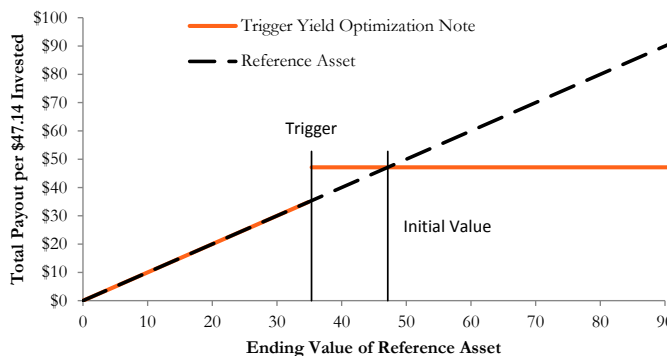 $100
$90
$80
$70
$60
$50
$40
$30
$20
$10
$0
Total Payout per $47.14 Invested
Trigger Yield Optimization Note
Reference Asset
Trigger
Initial Value
0 10 20 30 40 50 60 70 80 90
Ending Value of Reference Asset